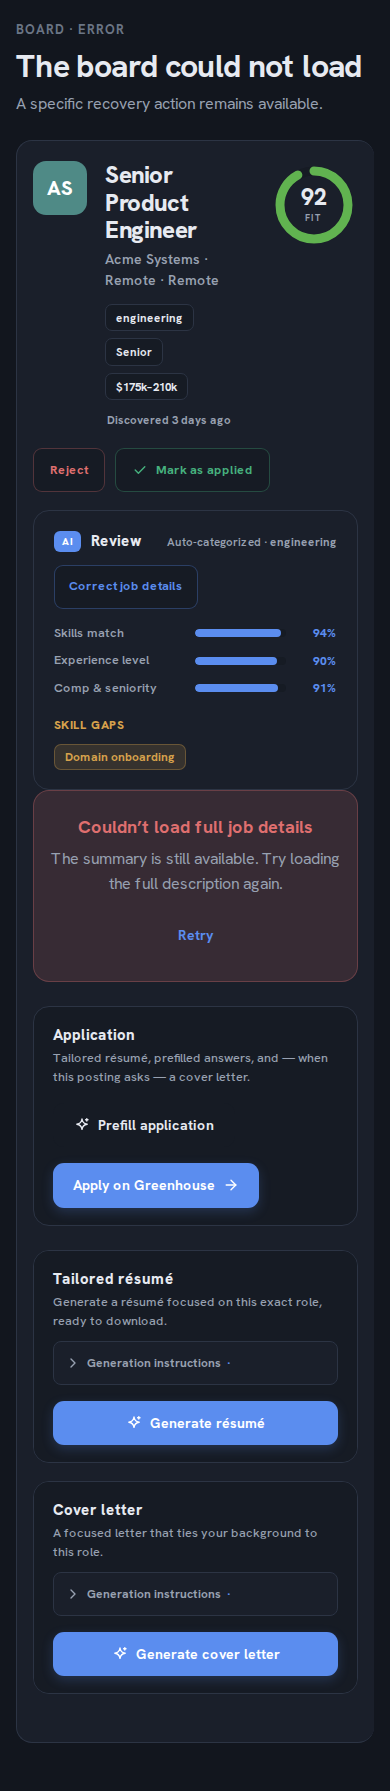 BOARD · ERROR
The board could not load
A specific recovery action remains available.
AS
Senior
Product
Engineer
92
FIT
Acme Systems ·
Remote · Remote
engineering
Senior
$175k–210k
Discovered 3 days ago
Reject
Mark as applied
AI Review Auto-categorized · engineering
Correct job details
Skills match 94%
Experience level 90%
Comp & seniority 91%
SKILL GAPS
Domain onboarding
Couldn’t load full job details
The summary is still available. Try loading
the full description again.
Retry
Application
Tailored résumé, prefilled answers, and — when
this posting asks — a cover letter.
Prefill application
Apply on Greenhouse
Tailored résumé
Generate a résumé focused on this exact role,
ready to download.
Generation instructions ·
Generate résumé
Cover letter
A focused letter that ties your background to
this role.
Generation instructions ·
Generate cover letter